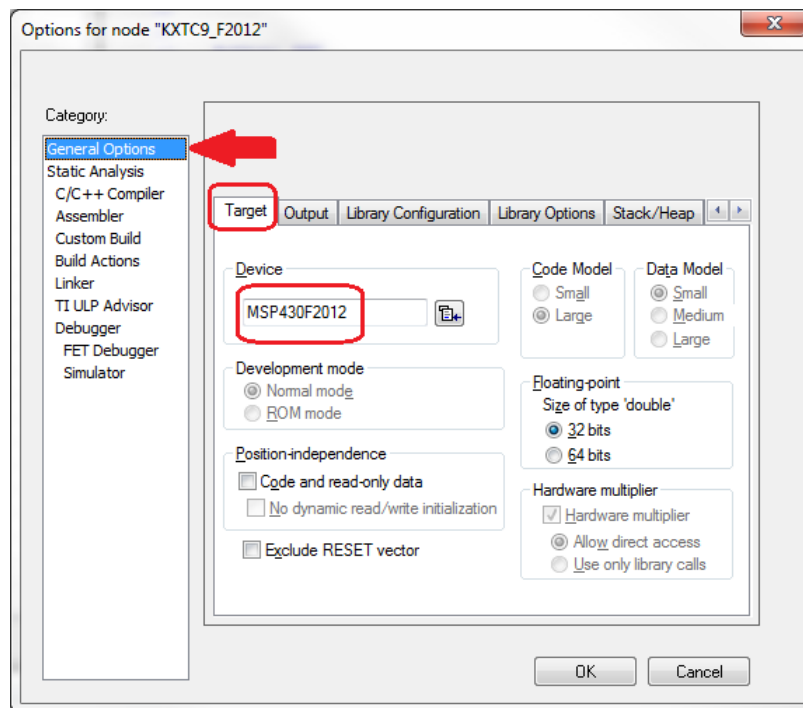 Options for node "KXTC9_F2012"
Category:
General Options
Static Analysis
C/C++ Compiler
Assembler
Custom Build
Build Actions
Linker
TI ULP Advisor
Debugger
FET Debugger
Simulator
Target Output Library Configuration Library Options Stack/Heap
Device
MSP430F2012
Code Model
Small
Large
Data Model
Small
Medium
Large
Development mode
Normal mode
ROM mode
Floating-point
Size of type 'double'
32 bits
64 bits
Position-independence
Code and read-only data
No dynamic read/write initialization
Exclude RESET vector
Hardware multiplier
Hardware multiplier
Allow direct access
Use only library calls
OK Cancel